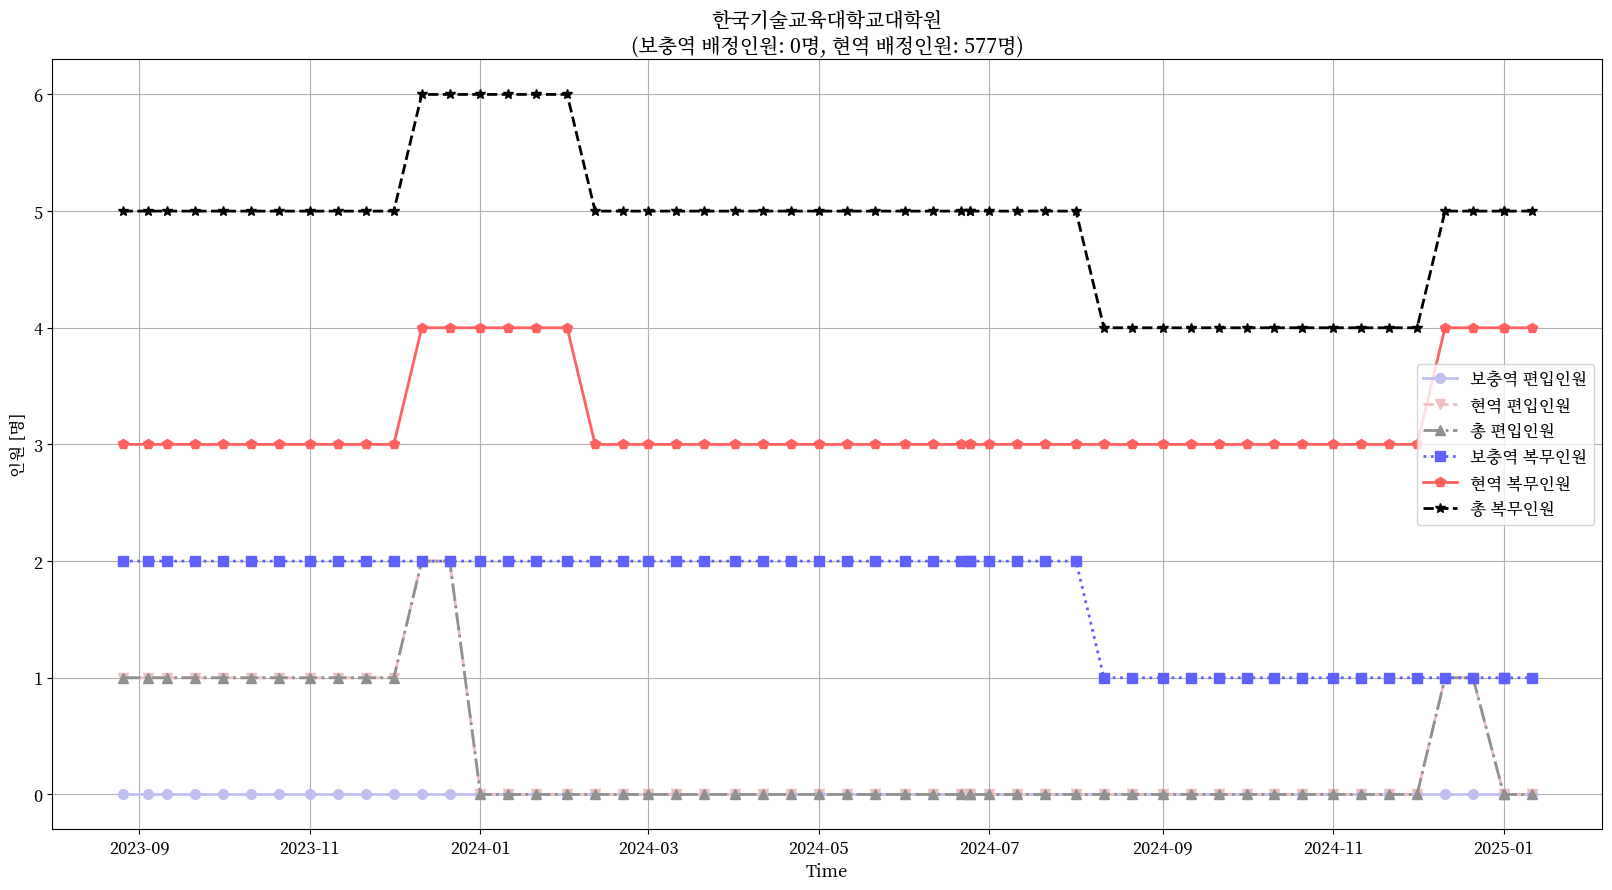 한국기술교육대학교대학원
(보충역 배정인원: 0명, 현역 배정인원: 577명)
인원 [명]
6
5
4
3
2
1
0
보충역 편입인원
현역 편입인원
총 편입인원
보충역 복무인원
현역 복무인원
총 복무인원
2023-09
2023-11
2024-01
2024-03
2024-05
2024-07
2024-09
2024-11
2025-01
Time